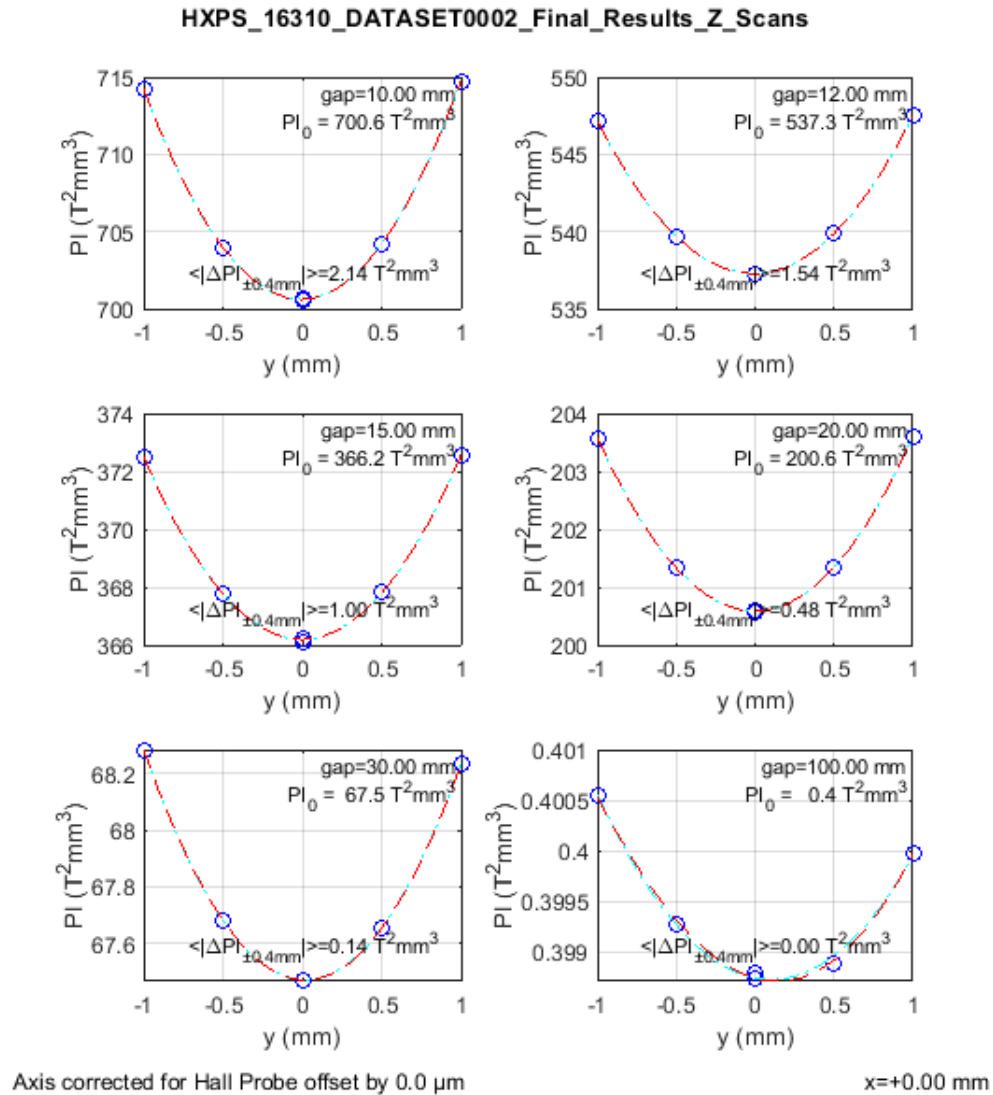 HXPS_16310_DATASET0002_Final_Results_Z_Scans
715
710
705
700
PI (T²mm³)
gap=10.00 mm
PI₀ = 700.6 T²mm³
<|ΔPI±0.4mm|>=2.14 T²mm³
-1 -0.5 0 0.5 1
y (mm)
550
545
540
535
PI (T²mm³)
gap=12.00 mm
PI₀ = 537.3 T²mm³
<|ΔPI±0.4mm|>=1.54 T²mm³
-1 -0.5 0 0.5 1
y (mm)
374
372
370
368
366
PI (T²mm³)
gap=15.00 mm
PI₀ = 366.2 T²mm³
<|ΔPI±0.4mm|>=1.00 T²mm³
-1 -0.5 0 0.5 1
y (mm)
204
203
202
201
200
PI (T²mm³)
gap=20.00 mm
PI₀ = 200.6 T²mm³
<|ΔPI±0.4mm|>=0.48 T²mm³
-1 -0.5 0 0.5 1
y (mm)
68.2
68
67.8
67.6
PI (T²mm³)
gap=30.00 mm
PI₀ = 67.5 T²mm³
<|ΔPI±0.4mm|>=0.14 T²mm³
-1 -0.5 0 0.5 1
y (mm)
0.401
0.4005
0.4
0.3995
0.399
PI (T²mm³)
gap=100.00 mm
PI₀ = 0.4 T²mm³
<|ΔPI±0.4mm|>=0.00 T²mm³
-1 -0.5 0 0.5 1
y (mm)
Axis corrected for Hall Probe offset by 0.0 μm
x=+0.00 mm